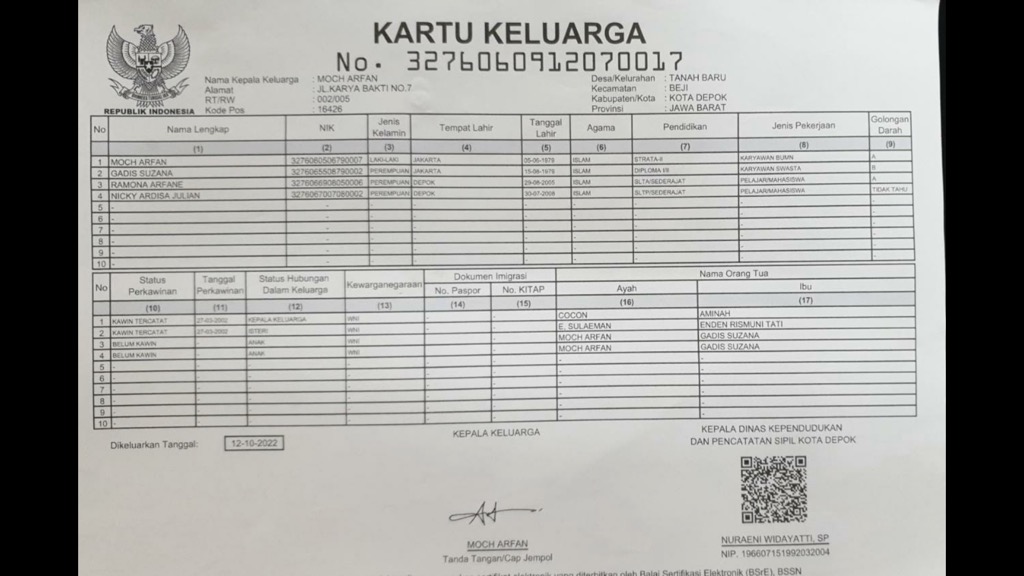 KARTU KELUARGA
No. 3276060912070017
Nama Kepala Keluarga : MOCH ARFAN
Alamat : JL.KARYA BAKTI NO.7
RT/RW : 002/005
Kode Pos : 16426
Desa/Kelurahan : TANAH BARU
Kecamatan : BEJI
Kabupaten/Kota : KOTA DEPOK
Provinsi : JAWA BARAT
REPUBLIK INDONESIA
No Nama Lengkap NIK Jenis Kelamin Tempat Lahir Tanggal Lahir Agama Pendidikan Jenis Pekerjaan Golongan Darah
(1) (2) (3) (4) (5) (6) (7) (8) (9)
1 MOCH ARFAN 3276060506790007 LAKI-LAKI JAKARTA 05-06-1979 ISLAM STRATA-II KARYAWAN BUMN A
2 GADIS SUZANA 3276065508790002 PEREMPUAN JAKARTA ISLAM DIPLOMA I/II KARYAWAN SWASTA B
3 RAMONA ARFANE PEREMPUAN DEPOK ISLAM SLTA/SEDERAJAT PELAJAR/MAHASISWA A
4 NICKY ARDISA JULIAN 3276067007080002 PEREMPUAN DEPOK 30-07-2008 ISLAM SLTP/SEDERAJAT PELAJAR/MAHASISWA TIDAK TAHU
5 - - - - - - - - -
6 - - - - - - - - -
7 - - - - - - - - -
8 - - - - - - - - -
9 - - - - - - - - -
10 - - - - - - - - -
No Status Perkawinan Tanggal Perkawinan Status Hubungan Dalam Keluarga Kewarganegaraan Dokumen Imigrasi Nama Orang Tua
No. Paspor No. KITAP Ayah Ibu
(10) (11) (12) (13) (14) (15) (16) (17)
1 KAWIN TERCATAT 27-03-2002 KEPALA KELUARGA WNI - - COCON AMINAH
2 KAWIN TERCATAT 27-03-2002 ISTERI WNI - - E. SULAEMAN ENDEN RISMUNI TATI
3 BELUM KAWIN - ANAK WNI - - MOCH ARFAN GADIS SUZANA
4 BELUM KAWIN - ANAK WNI - - MOCH ARFAN GADIS SUZANA
5 - - - - - - - -
6 - - - - - - - -
7 - - - - - - - -
8 - - - - - - - -
9 - - - - - - - -
10 - - - - - - - -
Dikeluarkan Tanggal: 12-10-2022
KEPALA KELUARGA
KEPALA DINAS KEPENDUDUKAN
DAN PENCATATAN SIPIL KOTA DEPOK
MOCH ARFAN
Tanda Tangan/Cap Jempol
NURAENI WIDAYATTI, SP
NIP. 196607151992032004
sertifikat elektronik yang diterbitkan oleh Balai Sertifikasi Elektronik (BSrE), BSSN